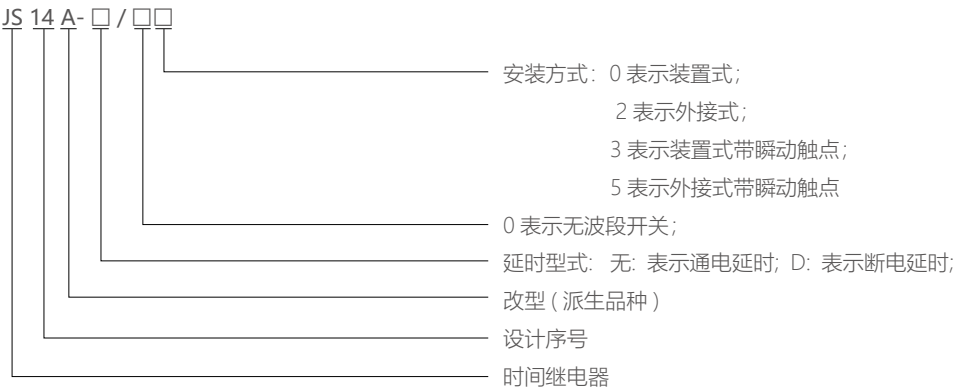 JS 14 A- □ / □□
安装方式：0 表示装置式；
2 表示外接式；
3 表示装置式带瞬动触点；
5 表示外接式带瞬动触点
0 表示无波段开关；
延时型式： 无: 表示通电延时; D: 表示断电延时;
改型 ( 派生品种 )
设计序号
时间继电器